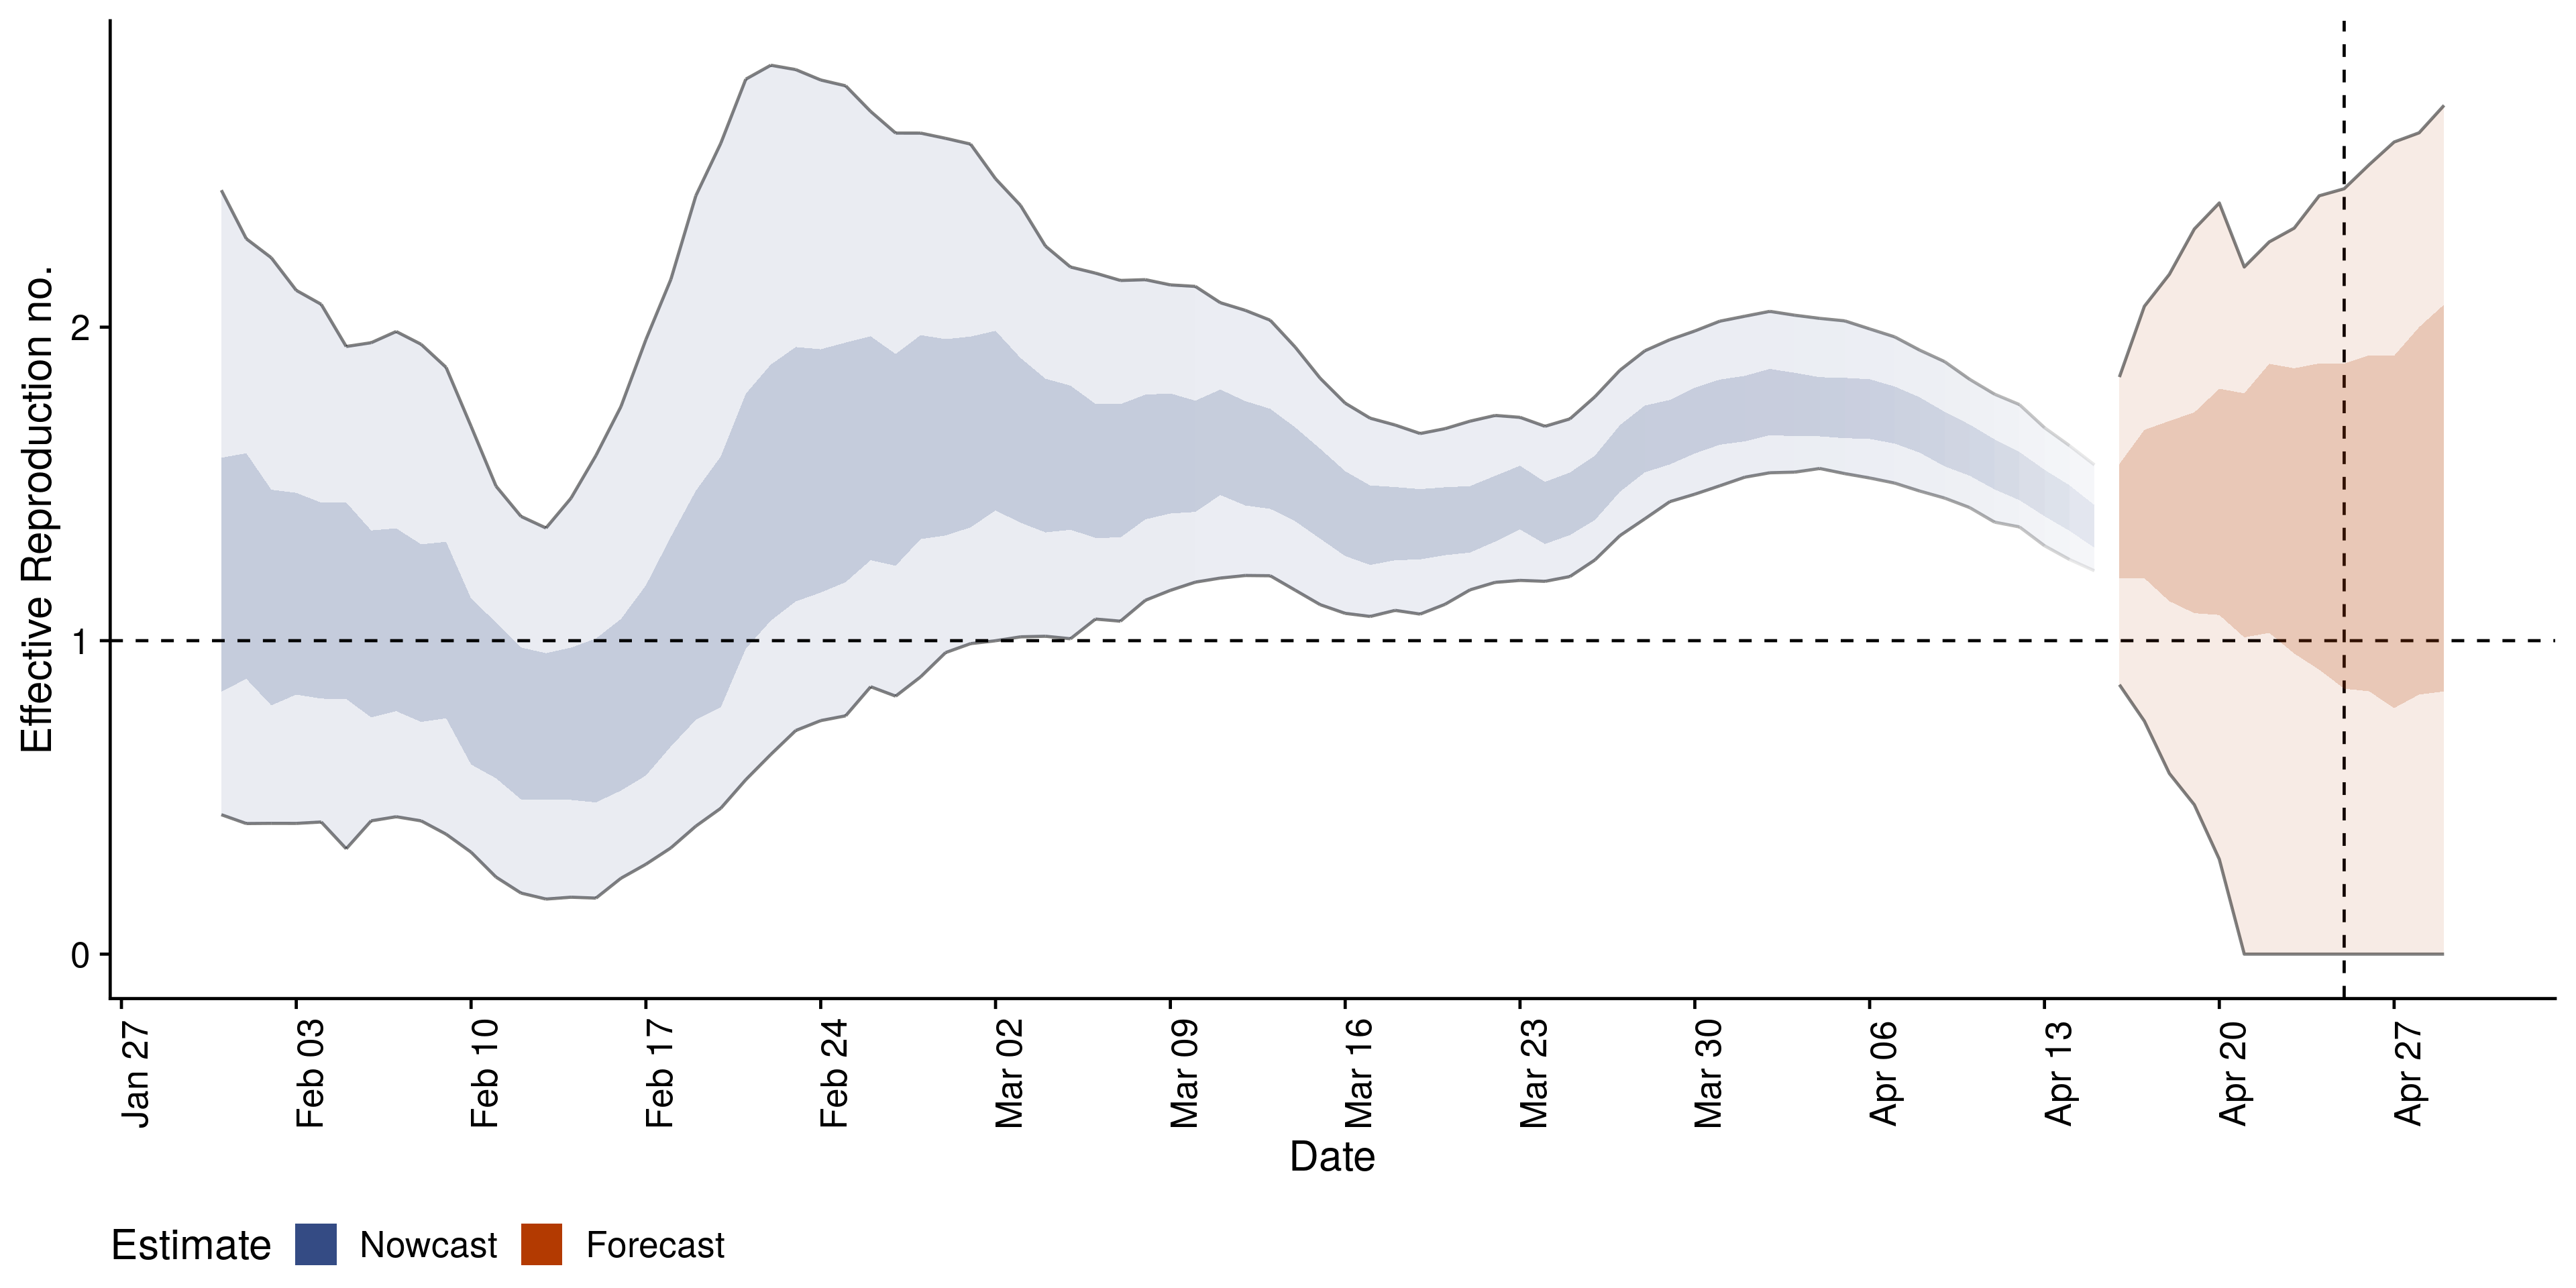 Effective Reproduction no.
2
1
0
Jan 27
Feb 03
Feb 10
Feb 17
Feb 24
Mar 02
Mar 09
Mar 16
Mar 23
Mar 30
Apr 06
Apr 13
Apr 20
Apr 27
Date
Estimate Nowcast Forecast